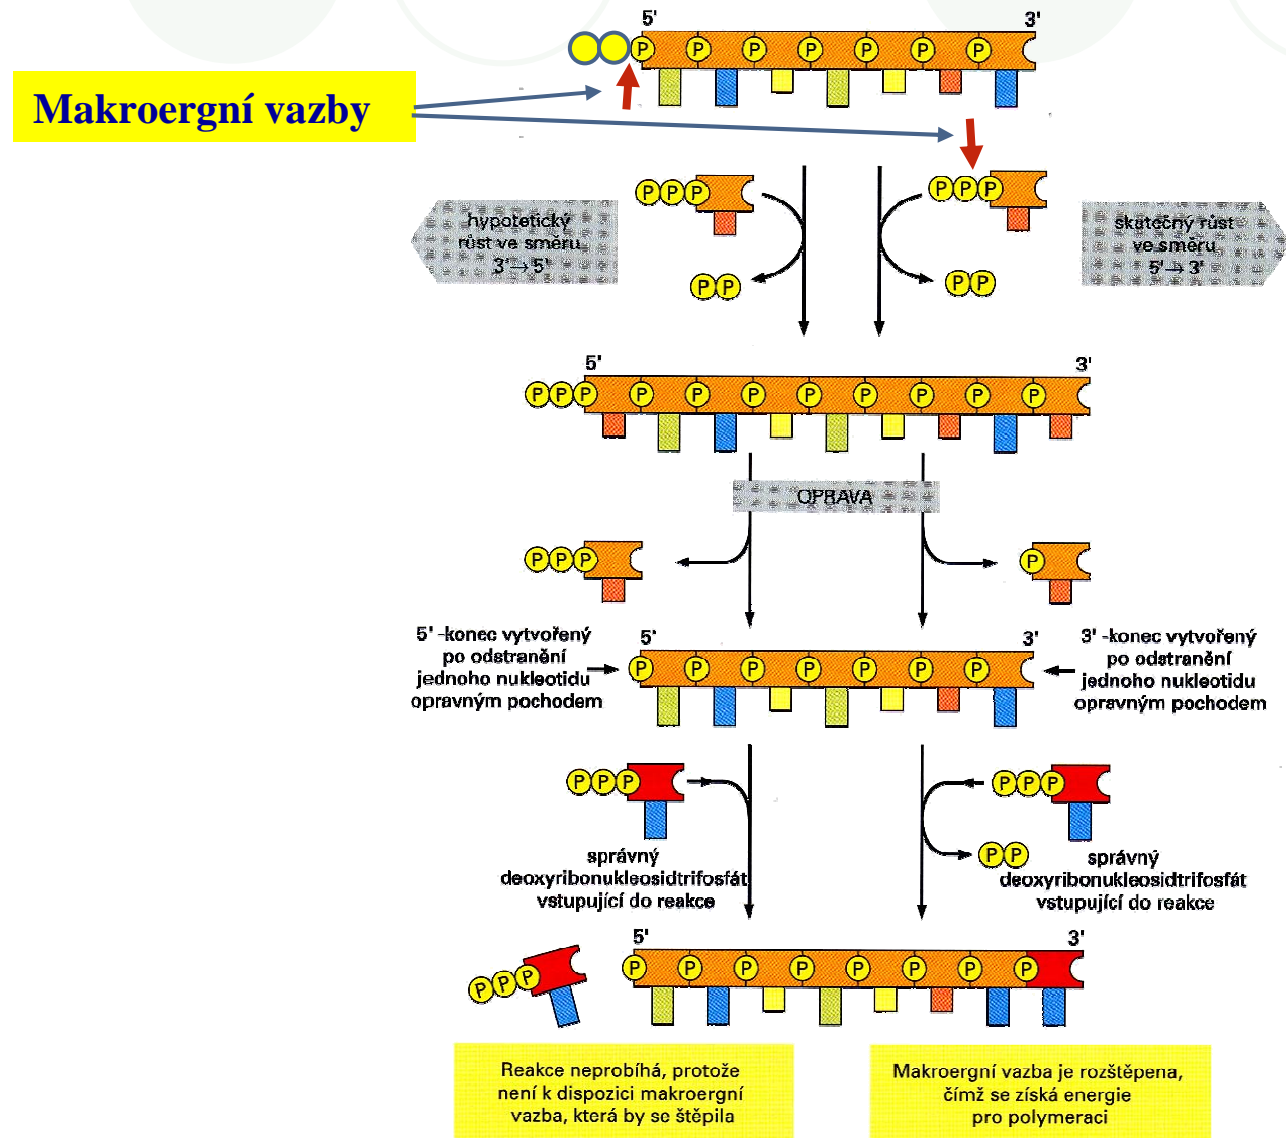 5'
3'
P P P P P P P
Makroergní vazby
P P P
P P P
hypotetický
růst ve směru
3'→5'
skutečný růst
ve směru
5'→3'
P P
P P
5'
3'
P P P P P P P P P P
OPRAVA
P P P
P
5'-konec vytvořený
po odstranění
jednoho nukleotidu
opravným pochodem
5'
3'
P P P P P P P
3'-konec vytvořený
po odstranění
jednoho nukleotidu
opravným pochodem
P P P
P P P
P P
správný
deoxyribonukleosidtrifosfát
vstupující do reakce
správný
deoxyribonukleosidtrifosfát
vstupující do reakce
5'
3'
P P P
P P P P P P P P
Reakce neprobíhá, protože
není k dispozici makroergní
vazba, která by se štěpila
Makroergní vazba je rozštěpena,
čímž se získá energie
pro polymeraci